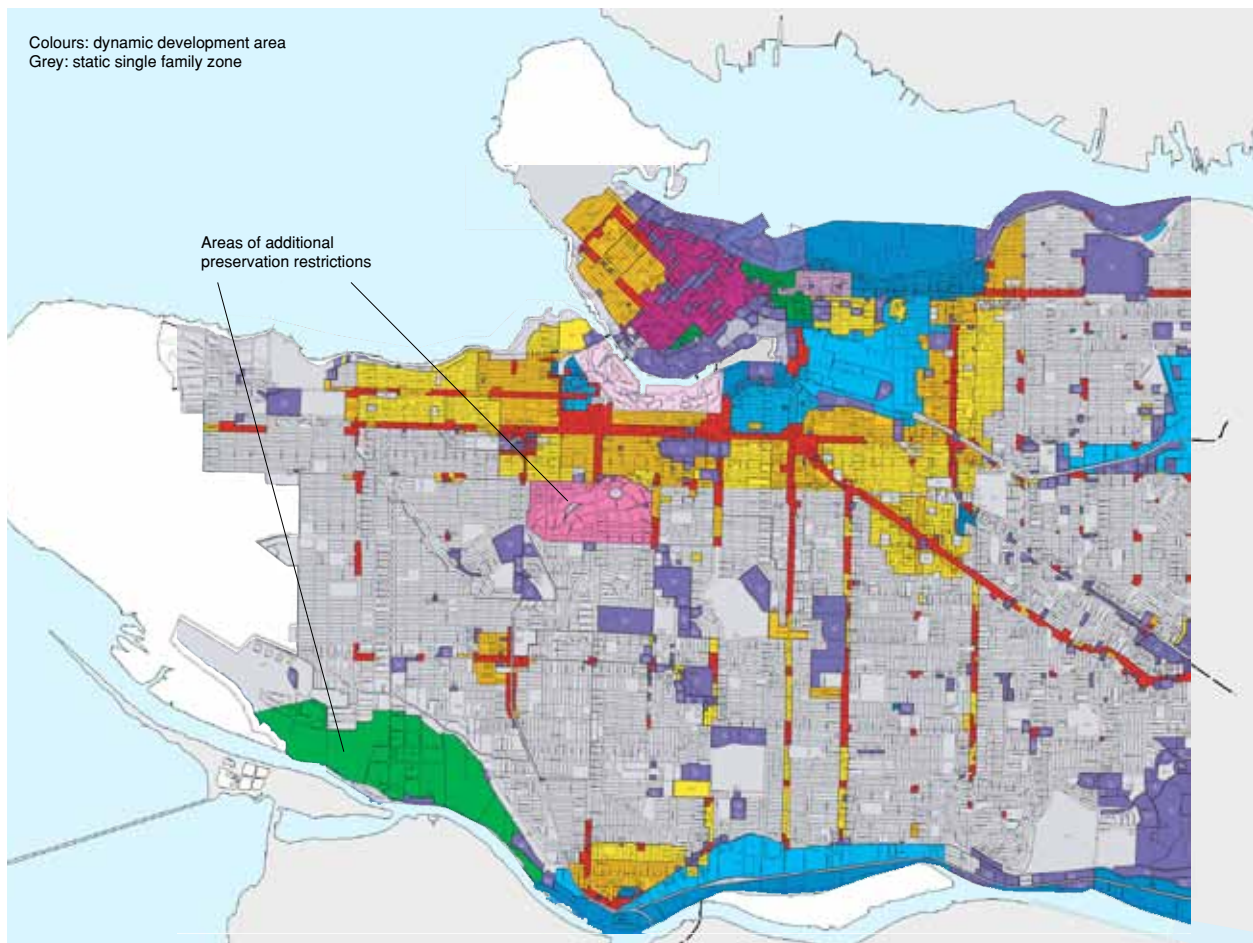 Colours: dynamic development area
Grey: static single family zone
Areas of additional
preservation restrictions